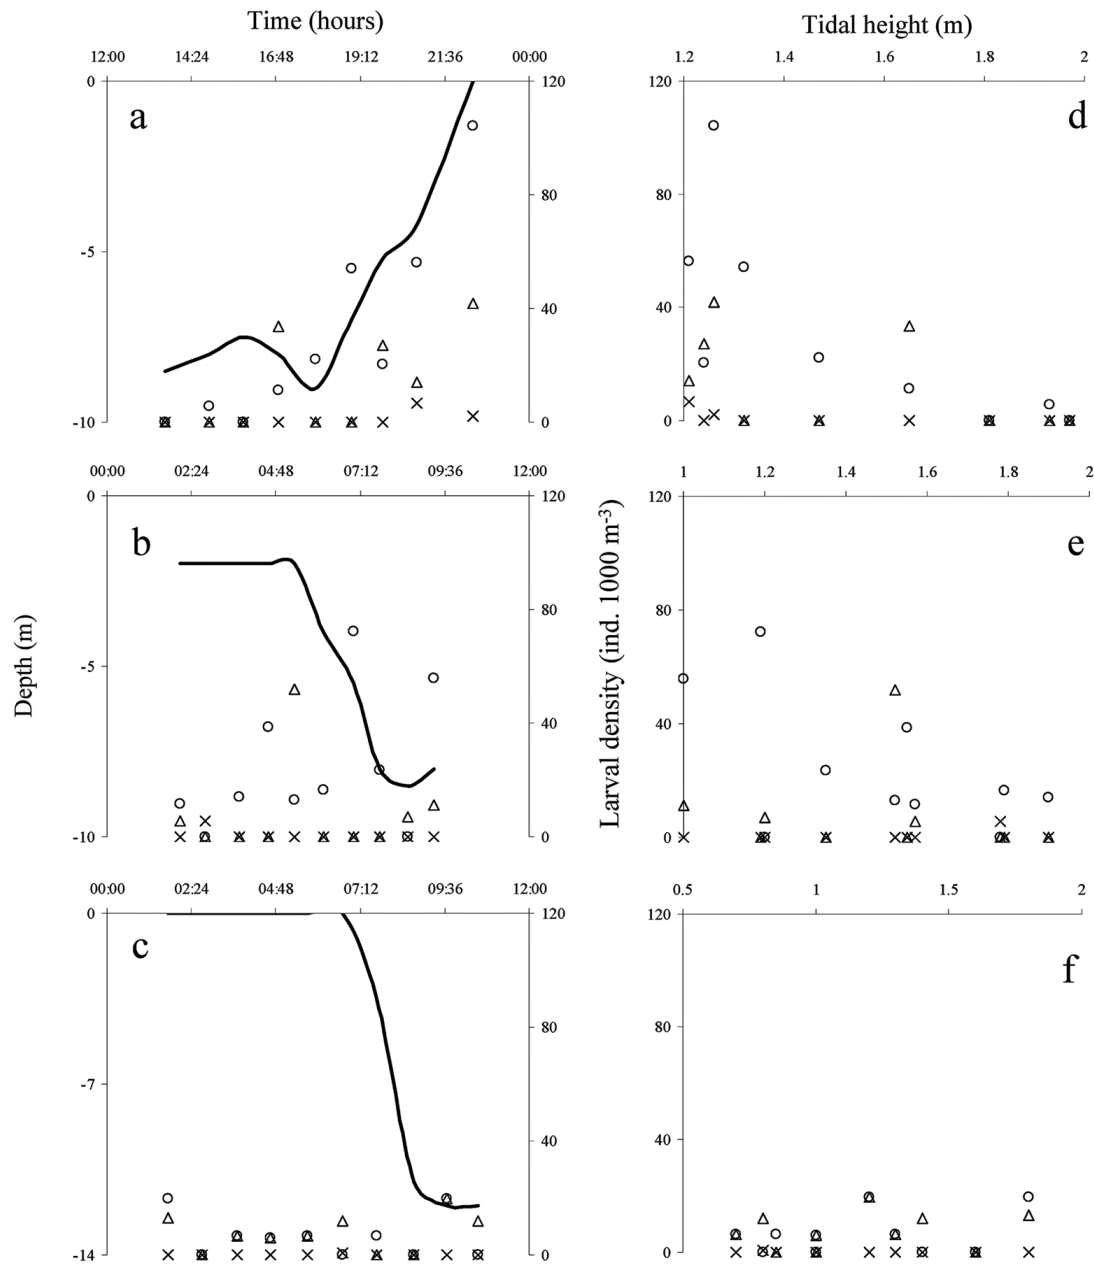 Time (hours)
12:00 14:24 16:48 19:12 21:36 00:00
0 120
a
80
-5
40
-10 0
Tidal height (m)
1.2 1.4 1.6 1.8 2
120
d
80
40
0
00:00 02:24 04:48 07:12 09:36 12:00
0 120
b
80
-5
40
-10 0
1 1.2 1.4 1.6 1.8 2
120
e
80
40
0
Depth (m)
Larval density (ind. 1000 m-3)
00:00 02:24 04:48 07:12 09:36 12:00
0 120
c
80
-7
40
-14 0
0.5 1 1.5 2
120
f
80
40
0